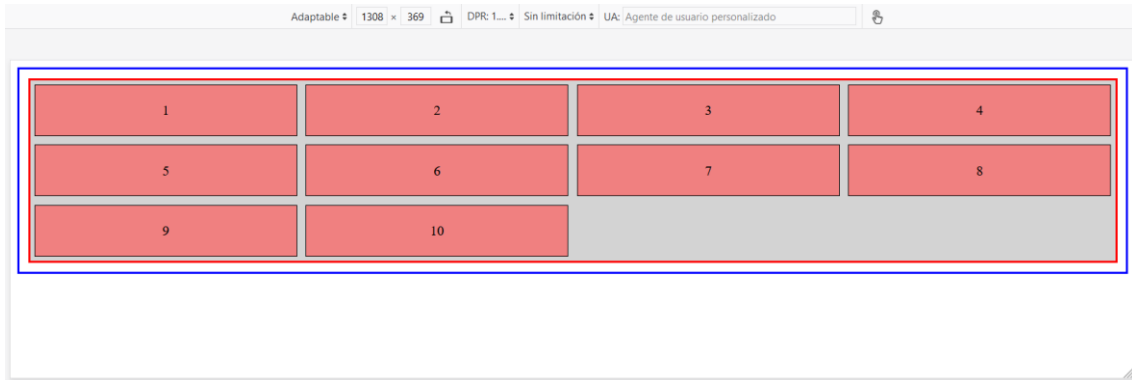 Adaptable 1308 × 369 DPR: 1.... Sin limitación UA: Agente de usuario personalizado
1 2 3 4
5 6 7 8
9 10